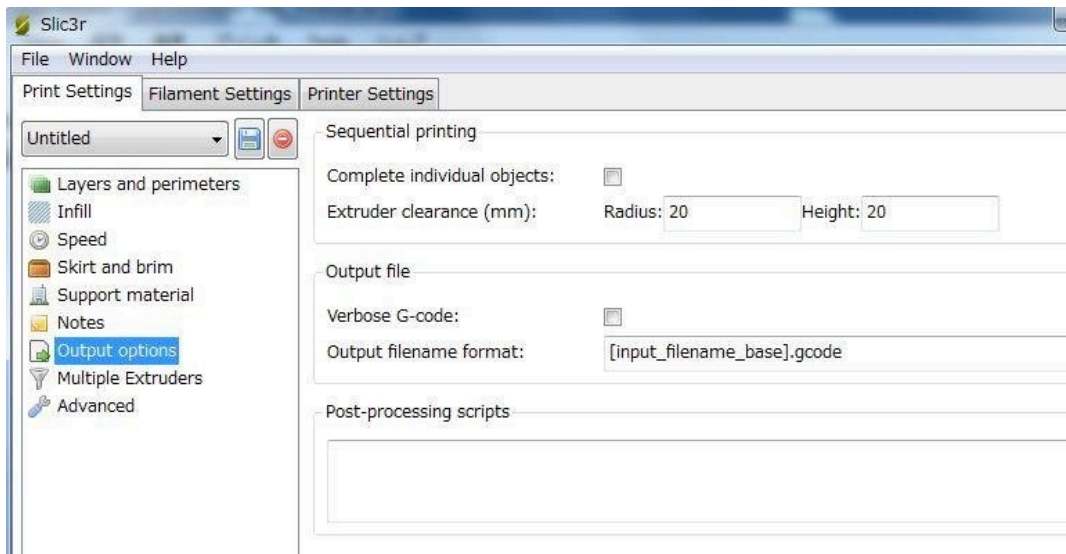 Slic3r
File Window Help
Print Settings Filament Settings Printer Settings
Untitled
Layers and perimeters
Infill
Speed
Skirt and brim
Support material
Notes
Output options
Multiple Extruders
Advanced
Sequential printing
Complete individual objects:
Extruder clearance (mm): Radius: 20 Height: 20
Output file
Verbose G-code:
Output filename format: [input_filename_base].gcode
Post-processing scripts